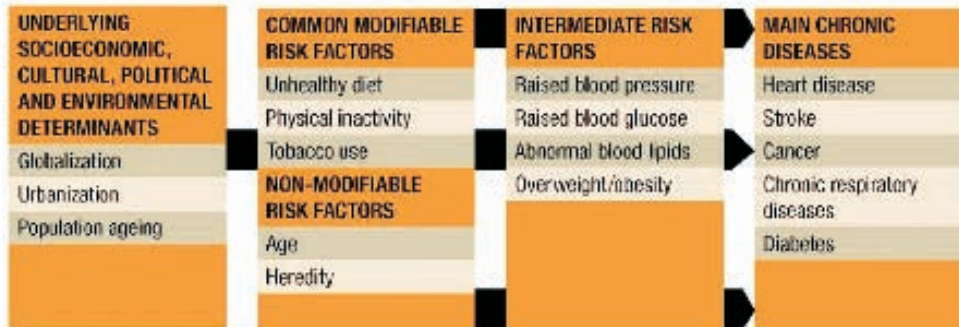 UNDERLYING
SOCIOECONOMIC,
CULTURAL, POLITICAL
AND ENVIRONMENTAL
DETERMINANTS
Globalization
Urbanization
Population ageing
COMMON MODIFIABLE
RISK FACTORS
Unhealthy diet
Physical inactivity
Tobacco use
NON-MODIFIABLE
RISK FACTORS
Age
Heredity
INTERMEDIATE RISK
FACTORS
Raised blood pressure
Raised blood glucose
Abnormal blood lipids
Overweight/obesity
MAIN CHRONIC
DISEASES
Heart disease
Stroke
Cancer
Chronic respiratory
diseases
Diabetes